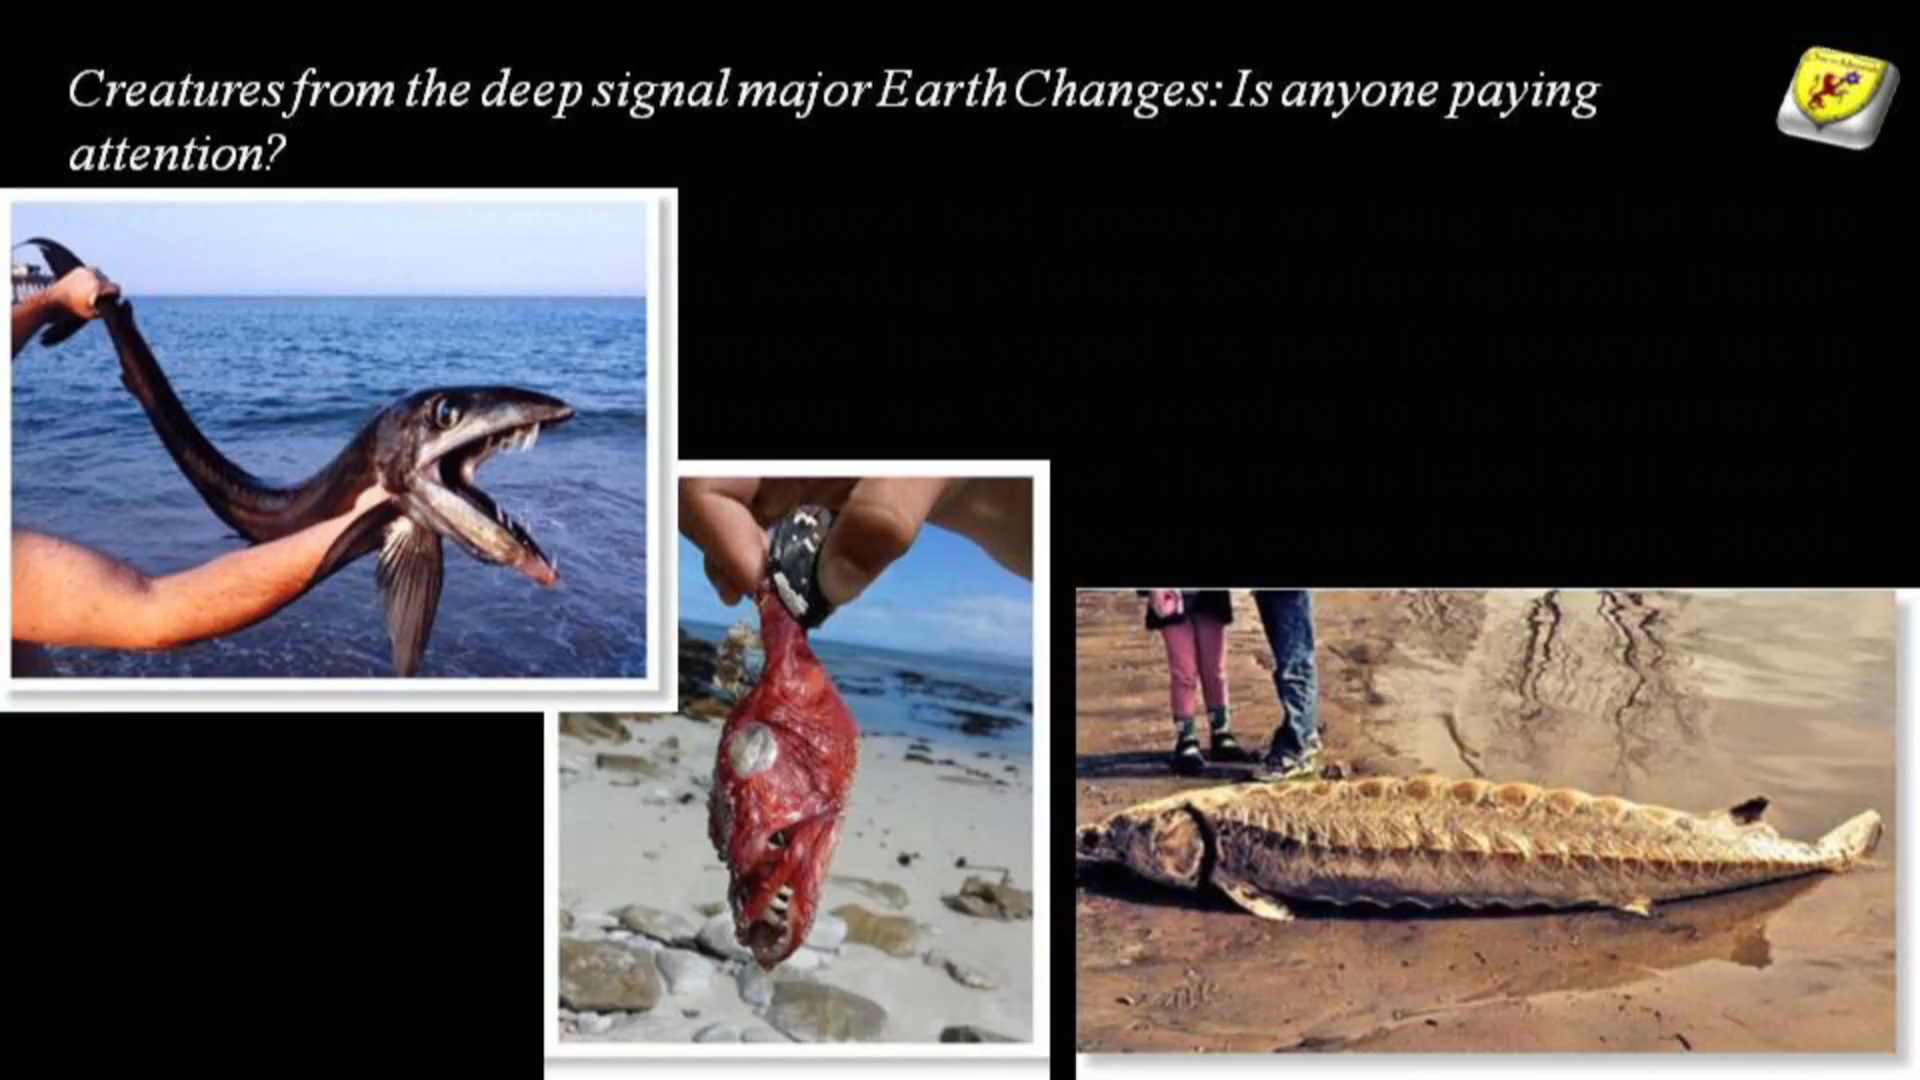 Creatures from the deep signal major Earth Changes: Is anyone paying
attention?